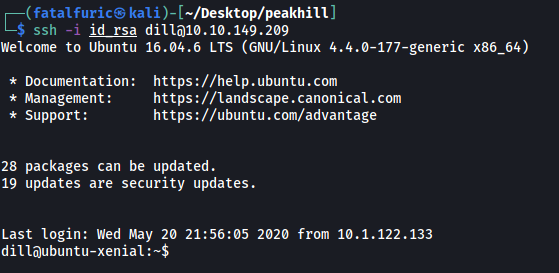 ┌──(fatalfuric㉿kali)-[~/Desktop/peakhill]
└─$ ssh -i id_rsa dill@10.10.149.209
Welcome to Ubuntu 16.04.6 LTS (GNU/Linux 4.4.0-177-generic x86_64)
* Documentation:  https://help.ubuntu.com
* Management:     https://landscape.canonical.com
* Support:        https://ubuntu.com/advantage
28 packages can be updated.
19 updates are security updates.
Last login: Wed May 20 21:56:05 2020 from 10.1.122.133
dill@ubuntu-xenial:~$